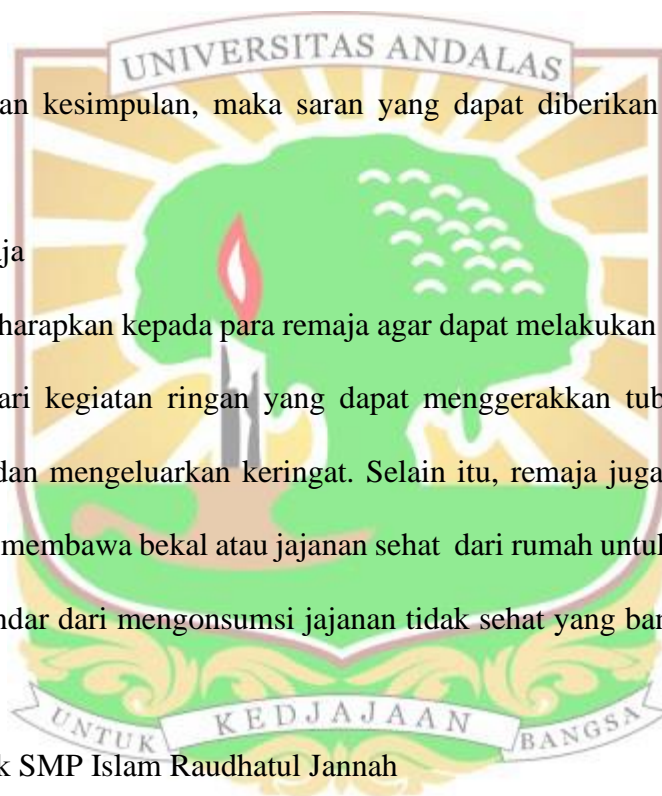 UNIVERSITAS ANDALAS
an kesimpulan, maka saran yang dapat diberikan
ja
harapkan kepada para remaja agar dapat melakukan
ari kegiatan ringan yang dapat menggerakkan tub
dan mengeluarkan keringat. Selain itu, remaja juga
membawa bekal atau jajanan sehat dari rumah untuk
ndar dari mengonsumsi jajanan tidak sehat yang ban
UNTUK KEDJAJAAN BANGSA
k SMP Islam Raudhatul Jannah